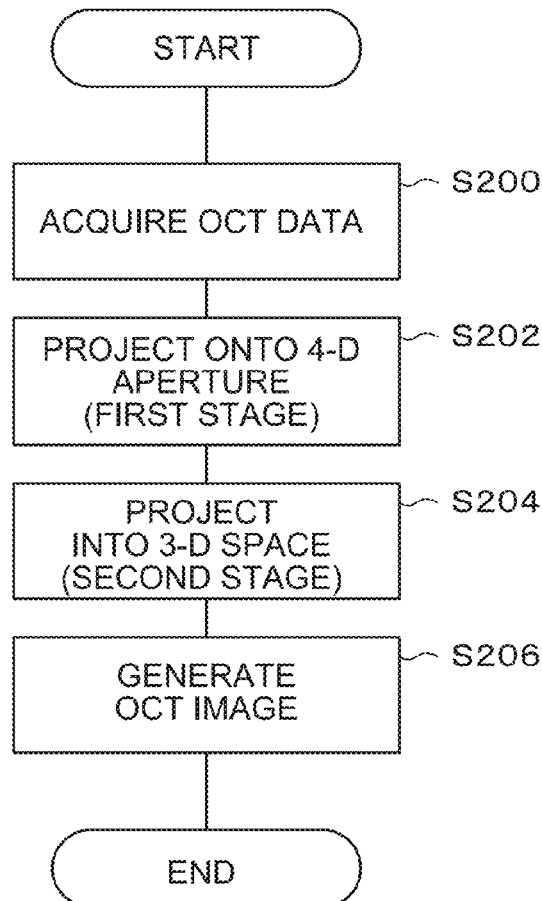 START
ACQUIRE OCT DATA
S200
PROJECT ONTO 4-D
APERTURE
(FIRST STAGE)
S202
PROJECT
INTO 3-D SPACE
(SECOND STAGE)
S204
GENERATE
OCT IMAGE
S206
END